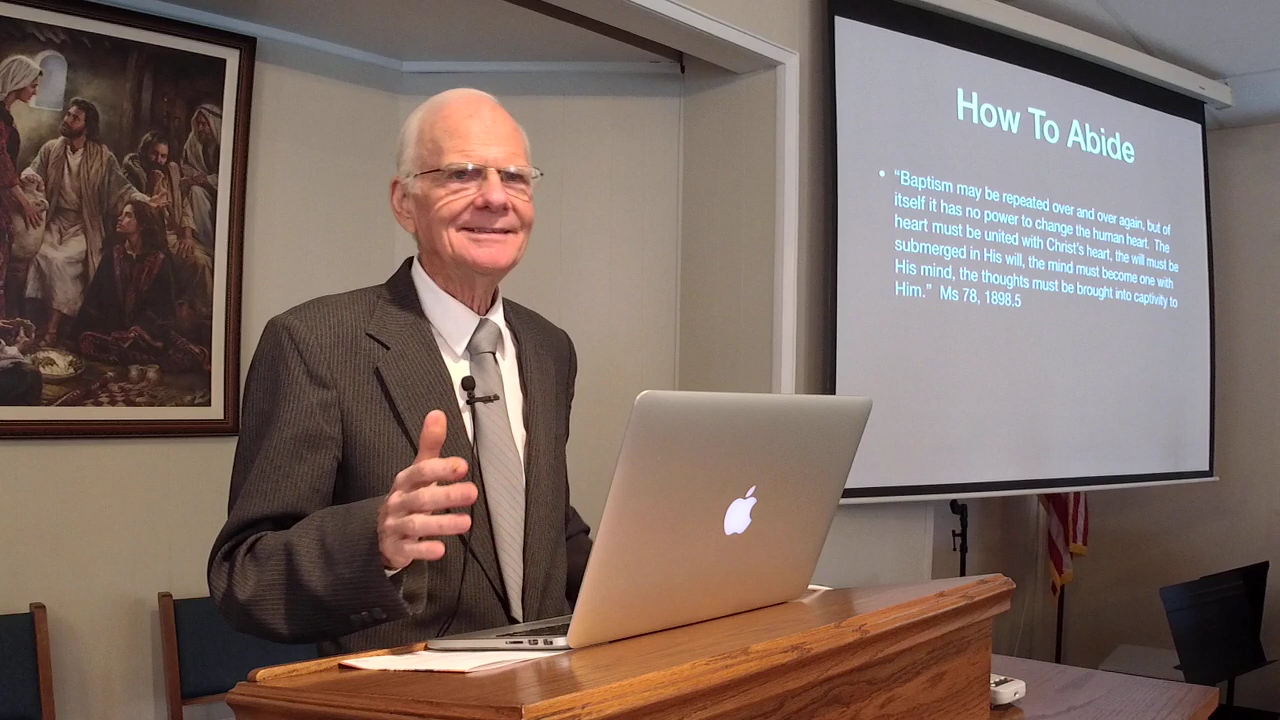 How To Abide
• “Baptism may be repeated over and over again, but of
itself it has no power to change the human heart. The
heart must be united with Christ's heart, the will must be
submerged in His will, the mind must become one with
His mind, the thoughts must be brought into captivity to
Him.” Ms 78, 1898.5